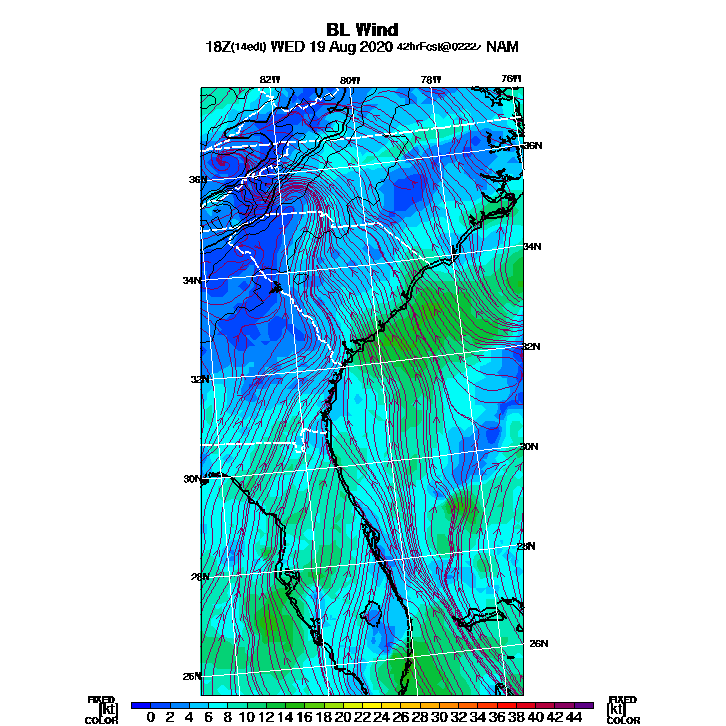 BL Wind
18Z(14edt) WED 19 Aug 2020 42hrFcst@0222z NAM
82W 80W 78W 76W
36N
36N
34N
34N
32N
32N
30N
30N
28N
28N
26N
26N
FIXED [kt] COLOR
0 2 4 6 8 10 12 14 16 18 20 22 24 26 28 30 32 34 36 38 40 42 44
FIXED [kt] COLOR